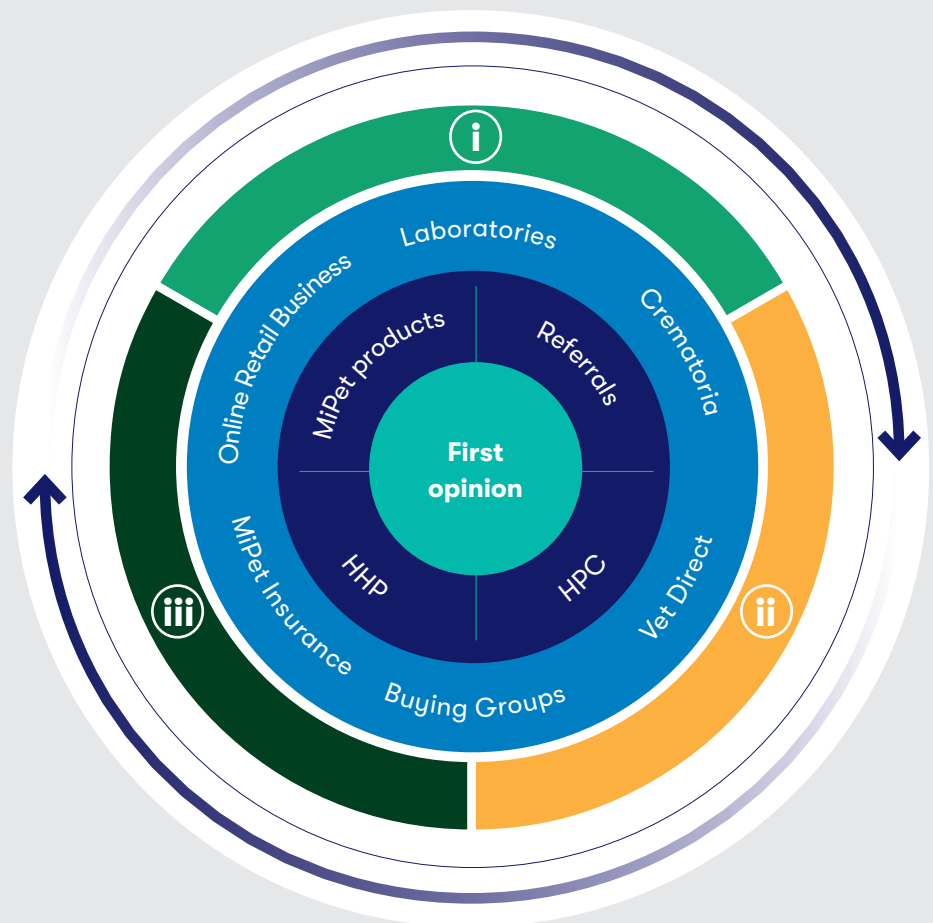 i
Laboratories
Online Retail Business
Crematoria
MiPet products
Referrals
First
opinion
HHP
HPC
MiPet Insurance
Vet Direct
Buying Groups
iii
ii